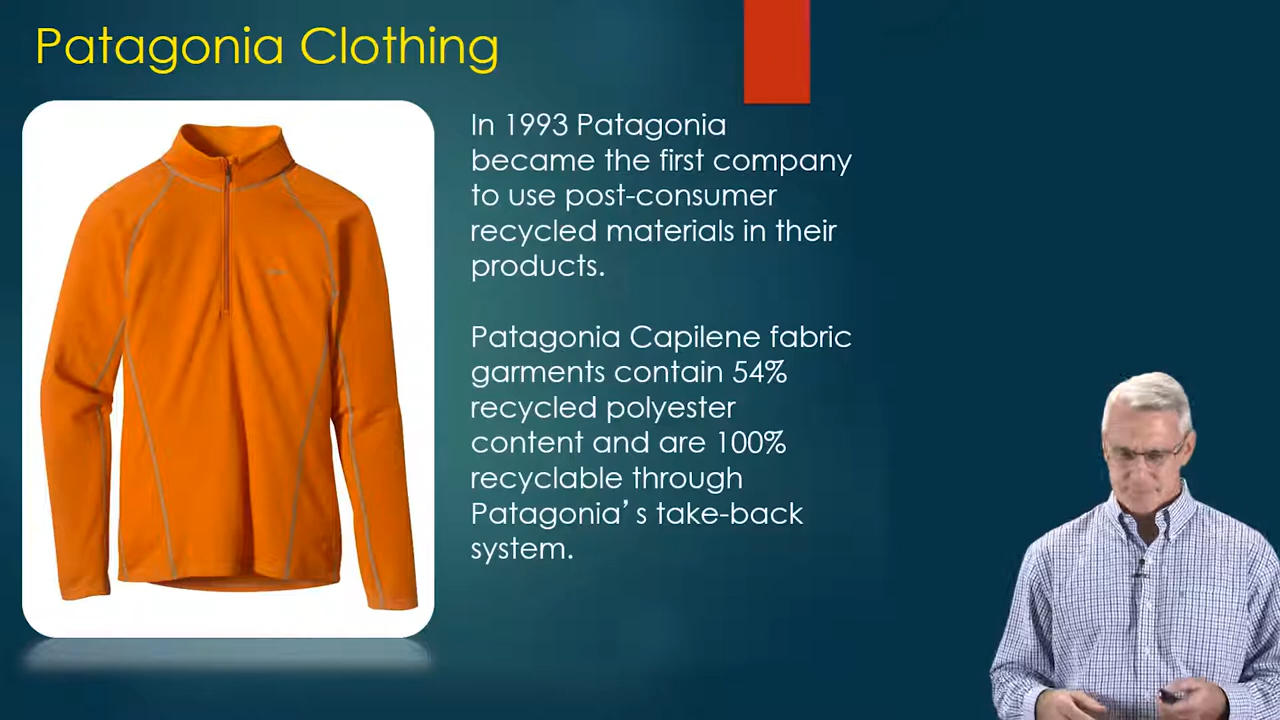 Patagonia Clothing
In 1993 Patagonia
became the first company
to use post-consumer
recycled materials in their
products.
Patagonia Capilene fabric
garments contain 54%
recycled polyester
content and are 100%
recyclable through
Patagonia’s take-back
system.